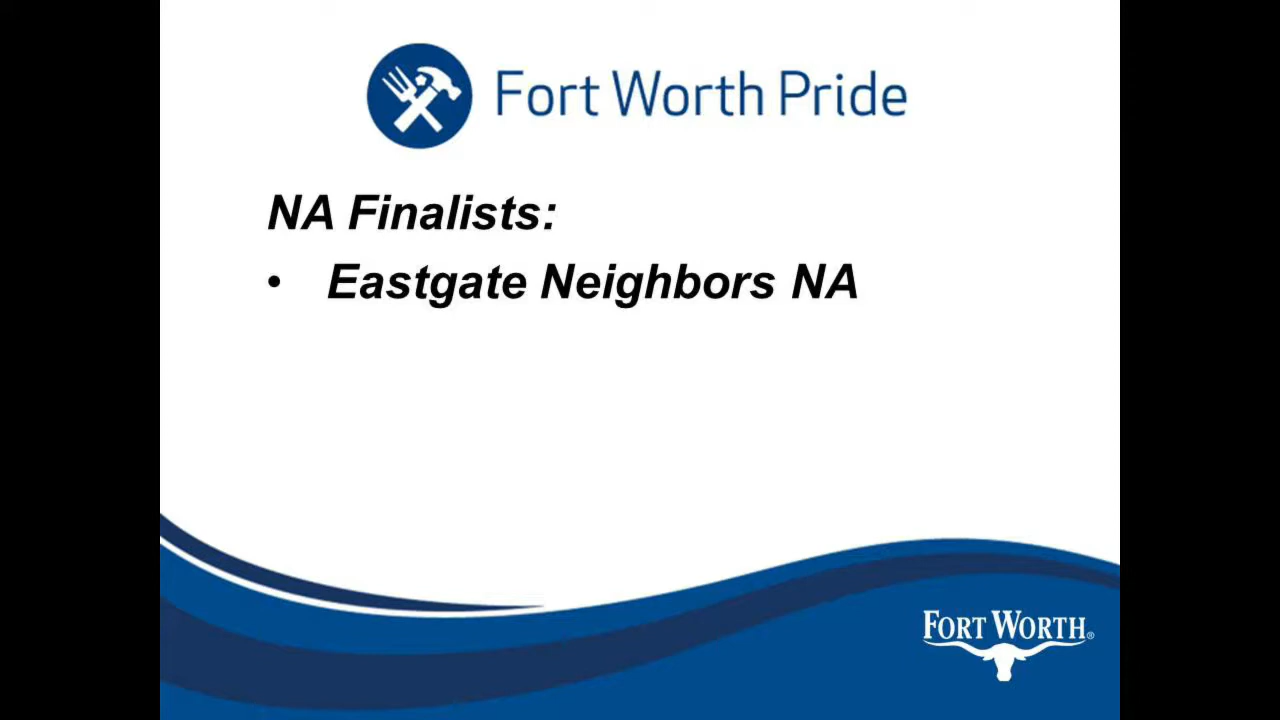 Fort Worth Pride
NA Finalists:
• Eastgate Neighbors NA
FORT WORTH®